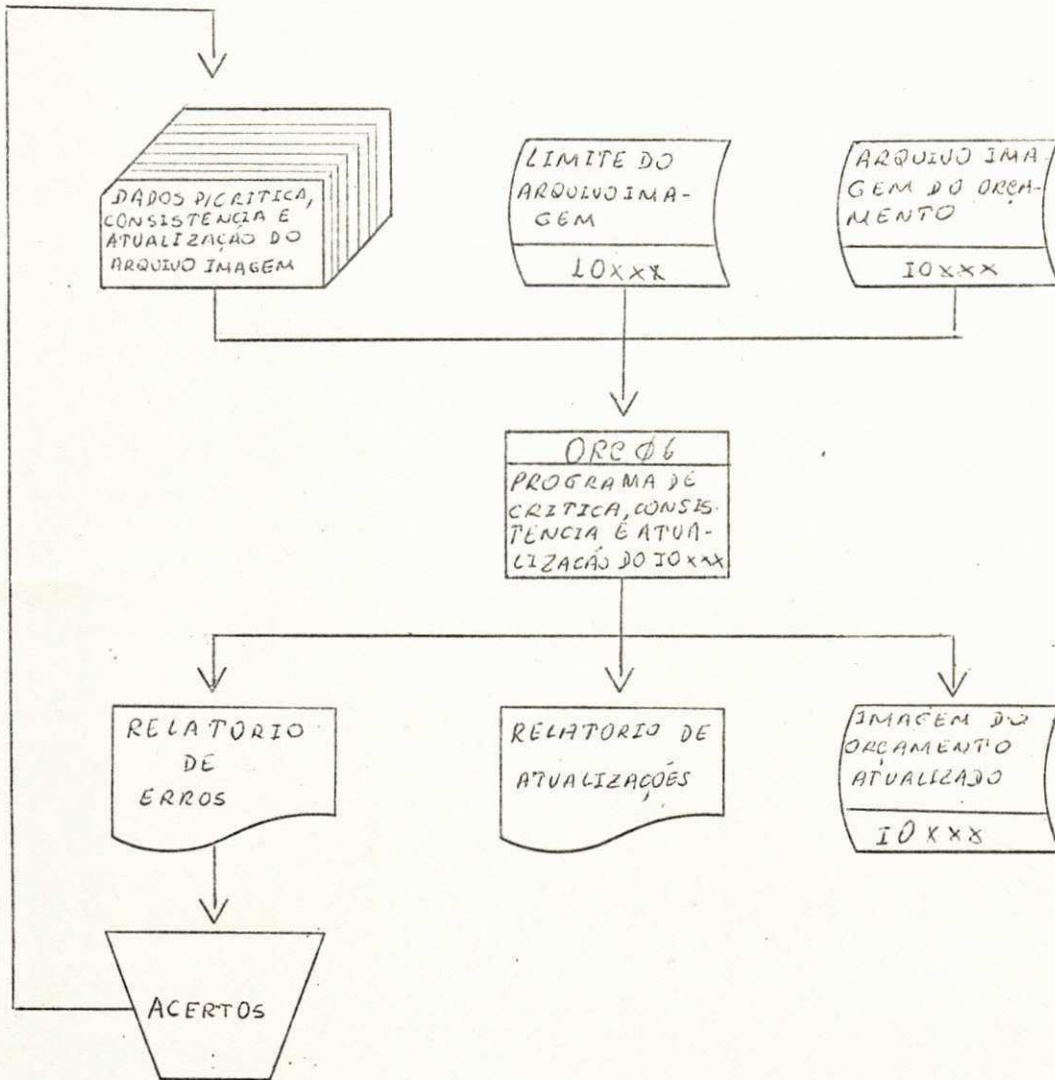 DADOS P/CRITICA,
CONSISTENCIA E
ATUALIZAÇÃO DO
ARQUIVO IMAGEM
LIMITE DO
ARQUIVO IMA-
GEM
LOxxx
ARQUIVO IMA-
GEM DO ORÇA-
MENTO
IOxxx
ORCØ6
PROGRAMA DE
CRITICA, CONSIS-
TENCIA E ATUA-
LIZAÇÃO DO IOxxx
RELATORIO
DE
ERROS
RELATORIO DE
ATUALIZAÇÕES
IMAGEM DO
ORÇAMENTO
ATUALIZADO
IOxxx
ACERTOS